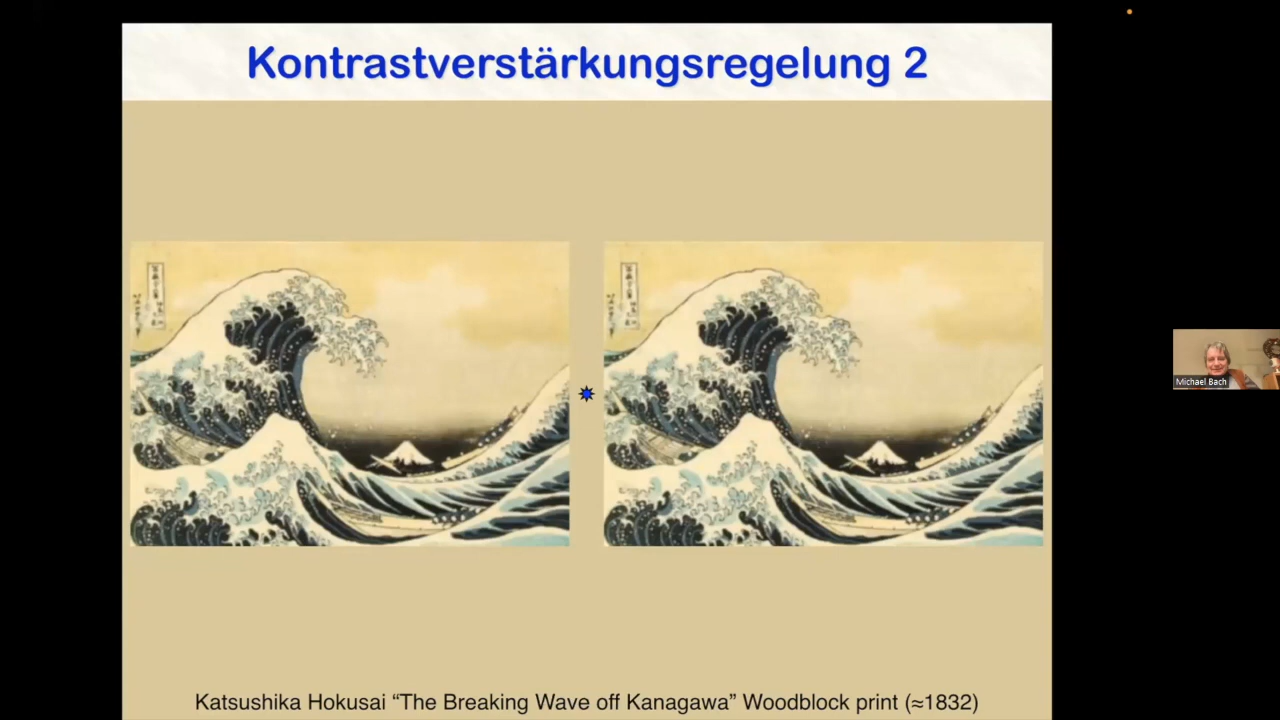 Kontrastverstärkungsregelung 2
Michael Bach
Katsushika Hokusai “The Breaking Wave off Kanagawa” Woodblock print (≈1832)